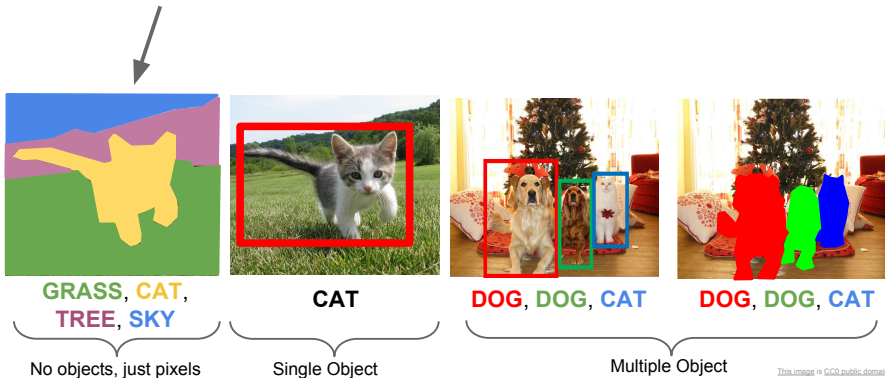 GRASS, CAT,
TREE, SKY
CAT
DOG, DOG, CAT
DOG, DOG, CAT
No objects, just pixels
Single Object
Multiple Object
This image is CC0 public domain